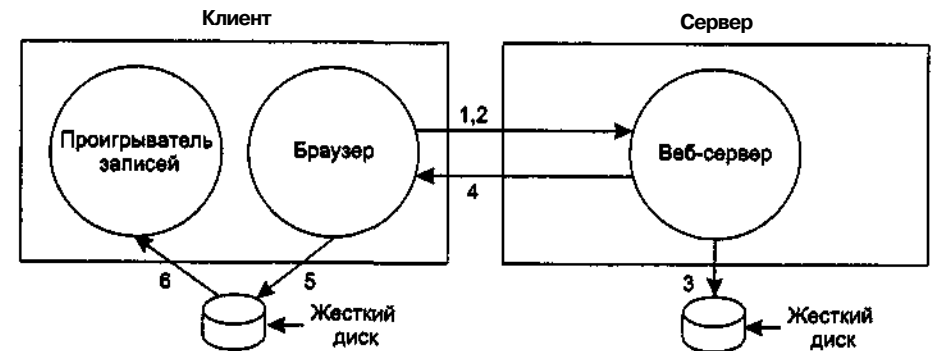 Клиент
Сервер
Проигрыватель
записей
Браузер
1,2
4
Веб-сервер
6
5
3
Жесткий
диск
Жесткий
диск